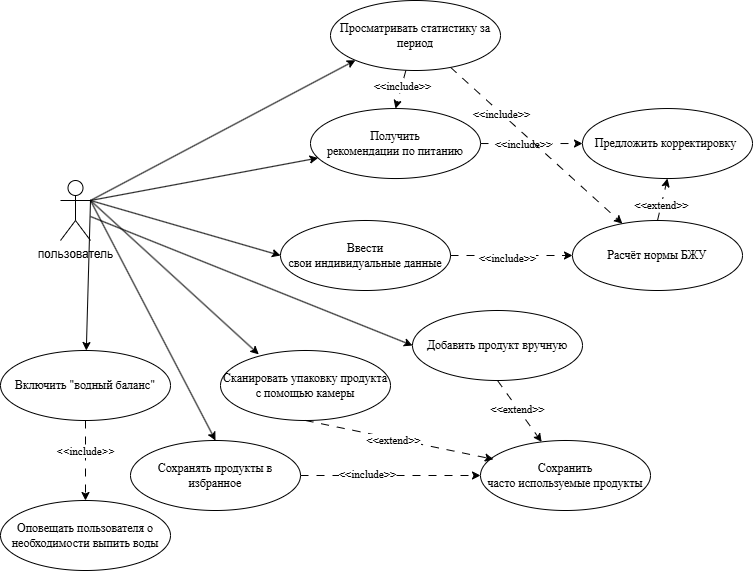 Просматривать статистику за
период
<<include>>
<<include>>
Получить
рекомендации по питанию
<<include>>
Предложить корректировку
<<extend>>
пользователь
Ввести
свои индивидуальные данные
<<include>>
Расчёт нормы БЖУ
Добавить продукт вручную
Включить "водный баланс"
Сканировать упаковку продукта
с помощью камеры
<<extend>>
<<extend>>
<<include>>
Сохранять продукты в
избранное
<<include>>
Сохранить
часто используемые продукты
Оповещать пользователя о
необходимости выпить воды